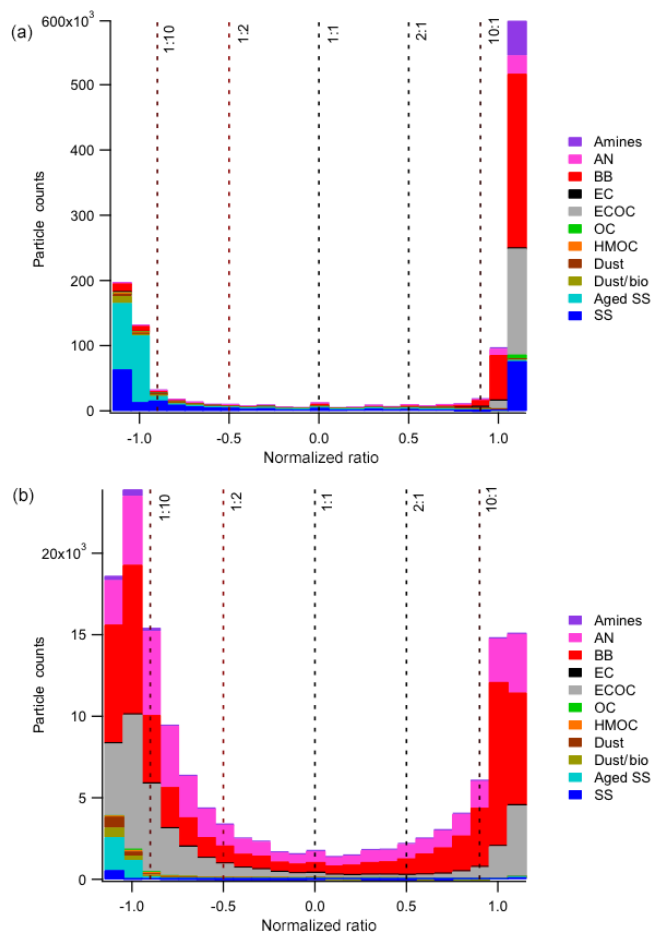 (a)
600x10³
500
400
300
200
100
0
Particle counts
1:10
1:2
1:1
2:1
10:1
-1.0
-0.5
0.0
0.5
1.0
Normalized ratio
Amines
AN
BB
EC
ECOC
OC
HMOC
Dust
Dust/bio
Aged SS
SS
(b)
20x10³
15
10
5
0
Particle counts
1:10
1:2
1:1
2:1
10:1
-1.0
-0.5
0.0
0.5
1.0
Normalized ratio
Amines
AN
BB
EC
ECOC
OC
HMOC
Dust
Dust/bio
Aged SS
SS